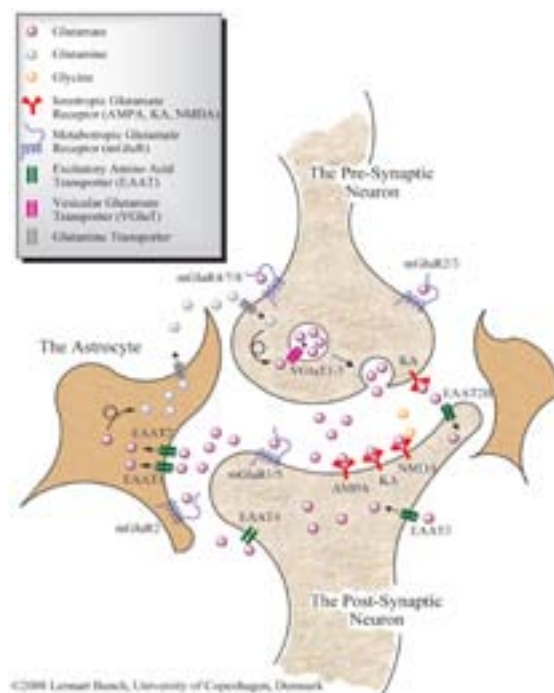 Glutamate
Glutamine
Glycine
Ionotropic Glutamate
Receptor (AMPA, KA, NMDA)
Metabotropic Glutamate
Receptor (mGluR)
Excitatory Amino Acid
Transporter (EAAT)
Vesicular Glutamate
Transporter (VGluT)
Glutamine Transporter
The Pre-Synaptic
Neuron
mGluR4/7/8
mGluR2/3
The Astrocyte
VGluT1-3
KA
EAAT2
EAAT1
mGluR1/5
NMDA
KA
AMPA
EAAT4
EAAT3
The Post-Synaptic
Neuron
©2008 Lennart Bunch, University of Copenhagen, Denmark